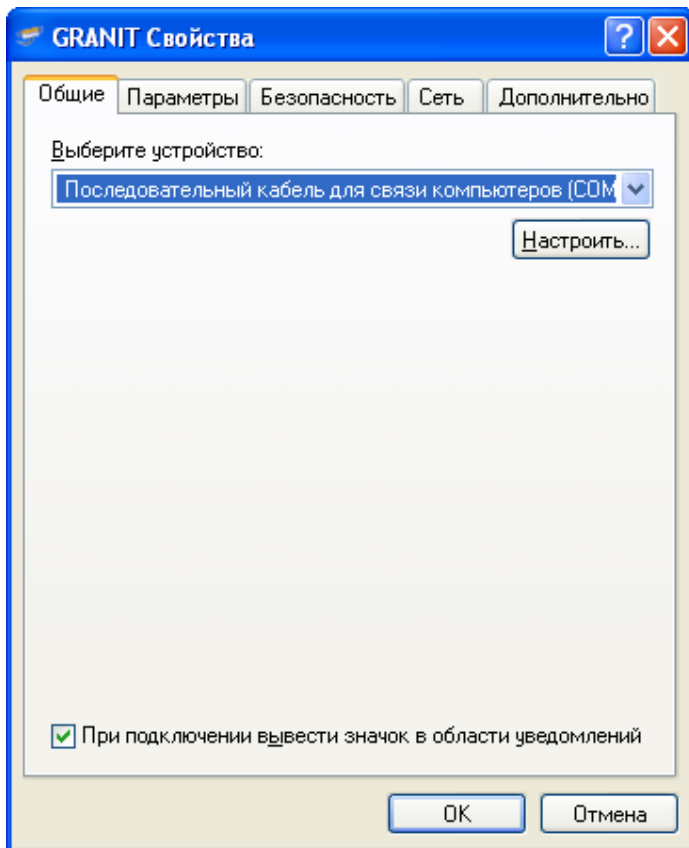 GRANIT Свойства
Общие Параметры Безопасность Сеть Дополнительно
Выберите устройство:
Последовательный кабель для связи компьютеров (COM
Настроить...
При подключении вывести значок в области уведомлений
OK Отмена